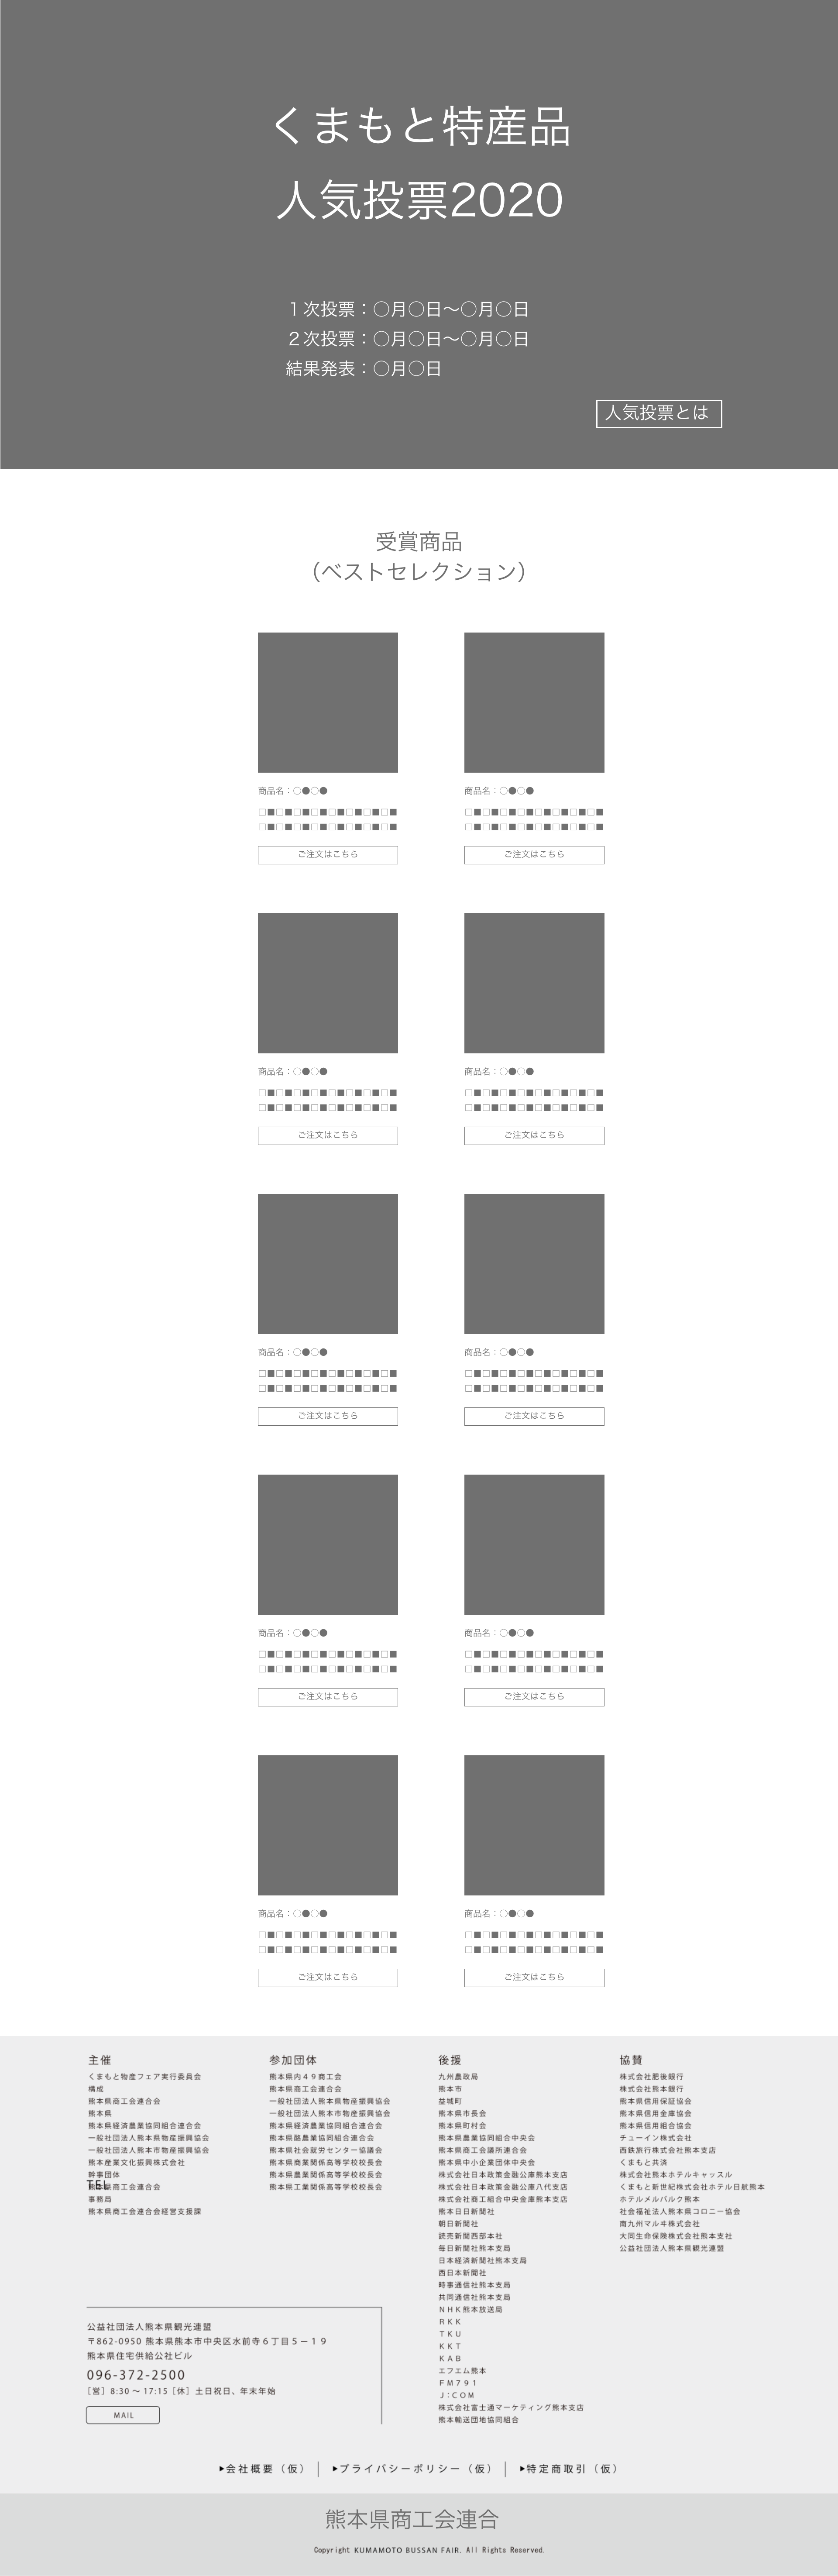 くまもと特産品
人気投票2020
１次投票：〇月〇日〜〇月〇日
２次投票：〇月〇日〜〇月〇日
結果発表：〇月〇日
人気投票とは
受賞商品
（ベストセレクション）
商品名：〇●〇●
□■□■□■□■□■□■□■□■
□■□■□■□■□■□■□■□■
ご注文はこちら
商品名：〇●〇●
□■□■□■□■□■□■□■□■
□■□■□■□■□■□■□■□■
ご注文はこちら
商品名：〇●〇●
□■□■□■□■□■□■□■□■
□■□■□■□■□■□■□■□■
ご注文はこちら
商品名：〇●〇●
□■□■□■□■□■□■□■□■
□■□■□■□■□■□■□■□■
ご注文はこちら
商品名：〇●〇●
□■□■□■□■□■□■□■□■
□■□■□■□■□■□■□■□■
ご注文はこちら
商品名：〇●〇●
□■□■□■□■□■□■□■□■
□■□■□■□■□■□■□■□■
ご注文はこちら
商品名：〇●〇●
□■□■□■□■□■□■□■□■
□■□■□■□■□■□■□■□■
ご注文はこちら
商品名：〇●〇●
□■□■□■□■□■□■□■□■
□■□■□■□■□■□■□■□■
ご注文はこちら
商品名：〇●〇●
□■□■□■□■□■□■□■□■
□■□■□■□■□■□■□■□■
ご注文はこちら
商品名：〇●〇●
□■□■□■□■□■□■□■□■
□■□■□■□■□■□■□■□■
ご注文はこちら
主催
くまもと物産フェア実行委員会
構成
熊本県商工会連合会
熊本県
熊本県経済農業協同組合連合会
一般社団法人熊本県物産振興協会
一般社団法人熊本市物産振興協会
熊本産業文化振興株式会社
幹事団体
熊本県商工会連合会
TEL
事務局
熊本県商工会連合会経営支援課
参加団体
熊本県内４９商工会
熊本県商工会連合会
一般社団法人熊本県物産振興協会
一般社団法人熊本市物産振興協会
熊本県経済農業協同組合連合会
熊本県酪農業協同組合連合会
熊本県社会就労センター協議会
熊本県商業関係高等学校校長会
熊本県農業関係高等学校校長会
熊本県工業関係高等学校校長会
後援
九州農政局
熊本市
益城町
熊本県市長会
熊本県町村会
熊本県農業協同組合中央会
熊本県商工会議所連合会
熊本県中小企業団体中央会
株式会社日本政策金融公庫熊本支店
株式会社日本政策金融公庫八代支店
株式会社商工組合中央金庫熊本支店
熊本日日新聞社
朝日新聞社
読売新聞西部本社
毎日新聞社熊本支局
日本経済新聞社熊本支局
西日本新聞社
時事通信社熊本支局
共同通信社熊本支局
ＮＨＫ熊本放送局
ＲＫＫ
ＴＫＵ
ＫＫＴ
ＫＡＢ
エフエム熊本
ＦＭ７９１
Ｊ：ＣＯＭ
株式会社富士通マーケティング熊本支店
熊本輸送団地協同組合
協賛
株式会社肥後銀行
株式会社熊本銀行
熊本県信用保証協会
熊本県信用金庫協会
熊本県信用組合協会
チューイン株式会社
西鉄旅行株式会社熊本支店
くまもと共済
株式会社熊本ホテルキャッスル
くまもと新世紀株式会社ホテル日航熊本
ホテルメルパルク熊本
社会福祉法人熊本県コロニー協会
南九州マルヰ株式会社
大同生命保険株式会社熊本支社
公益社団法人熊本県観光連盟
公益社団法人熊本県観光連盟
〒862-0950 熊本県熊本市中央区水前寺６丁目５－１９
熊本県住宅供給公社ビル
096-372-2500
［営］8:30 〜 17:15［休］土日祝日、年末年始
MAIL
▶会社概要（仮）
▶プライバシーポリシー（仮）
▶特定商取引（仮）
熊本県商工会連合
Copyright KUMAMOTO BUSSAN FAIR. All Rights Reserved.